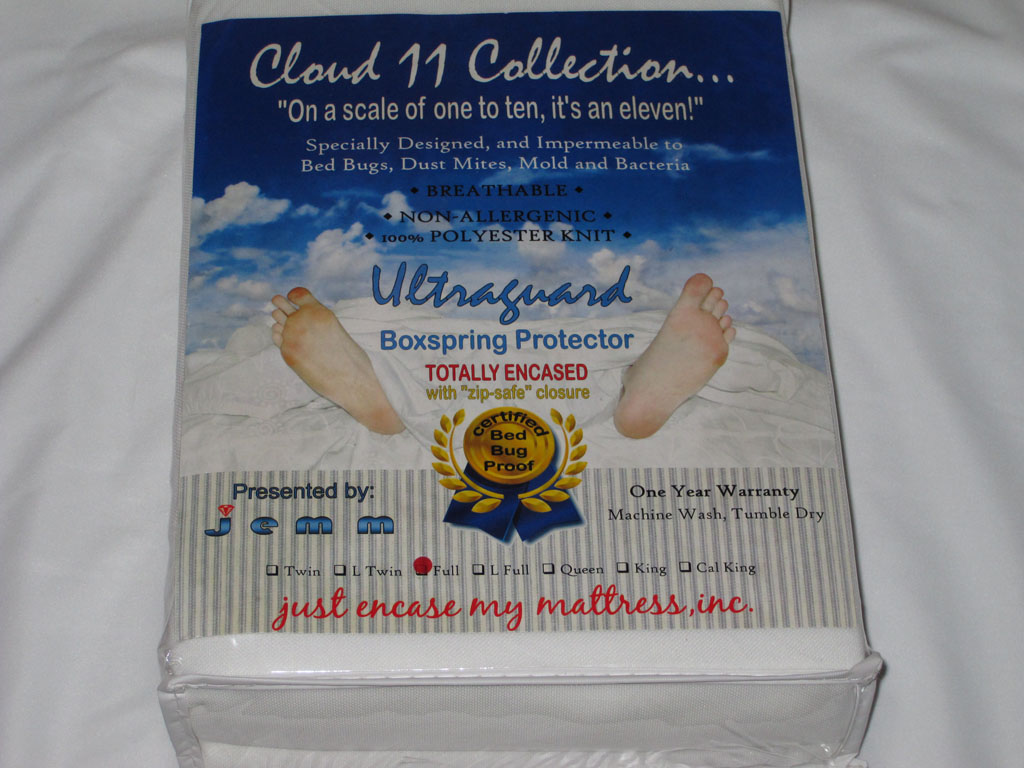 Cloud 11 Collection...
"On a scale of one to ten, it's an eleven!"
Specially Designed, and Impermeable to
Bed Bugs, Dust Mites, Mold and Bacteria
◆ BREATHABLE ◆
◆ NON-ALLERGENIC ◆
◆ 100% POLYESTER KNIT ◆
Ultraguard
Boxspring Protector
TOTALLY ENCASED
with "zip-safe" closure
certified
Bed
Bug
Proof
Presented by:
jemm
One Year Warranty
Machine Wash, Tumble Dry
❑ Twin ❑ L Twin ❑ Full ❑ L Full ❑ Queen ❑ King ❑ Cal King
just encase my mattress,inc.